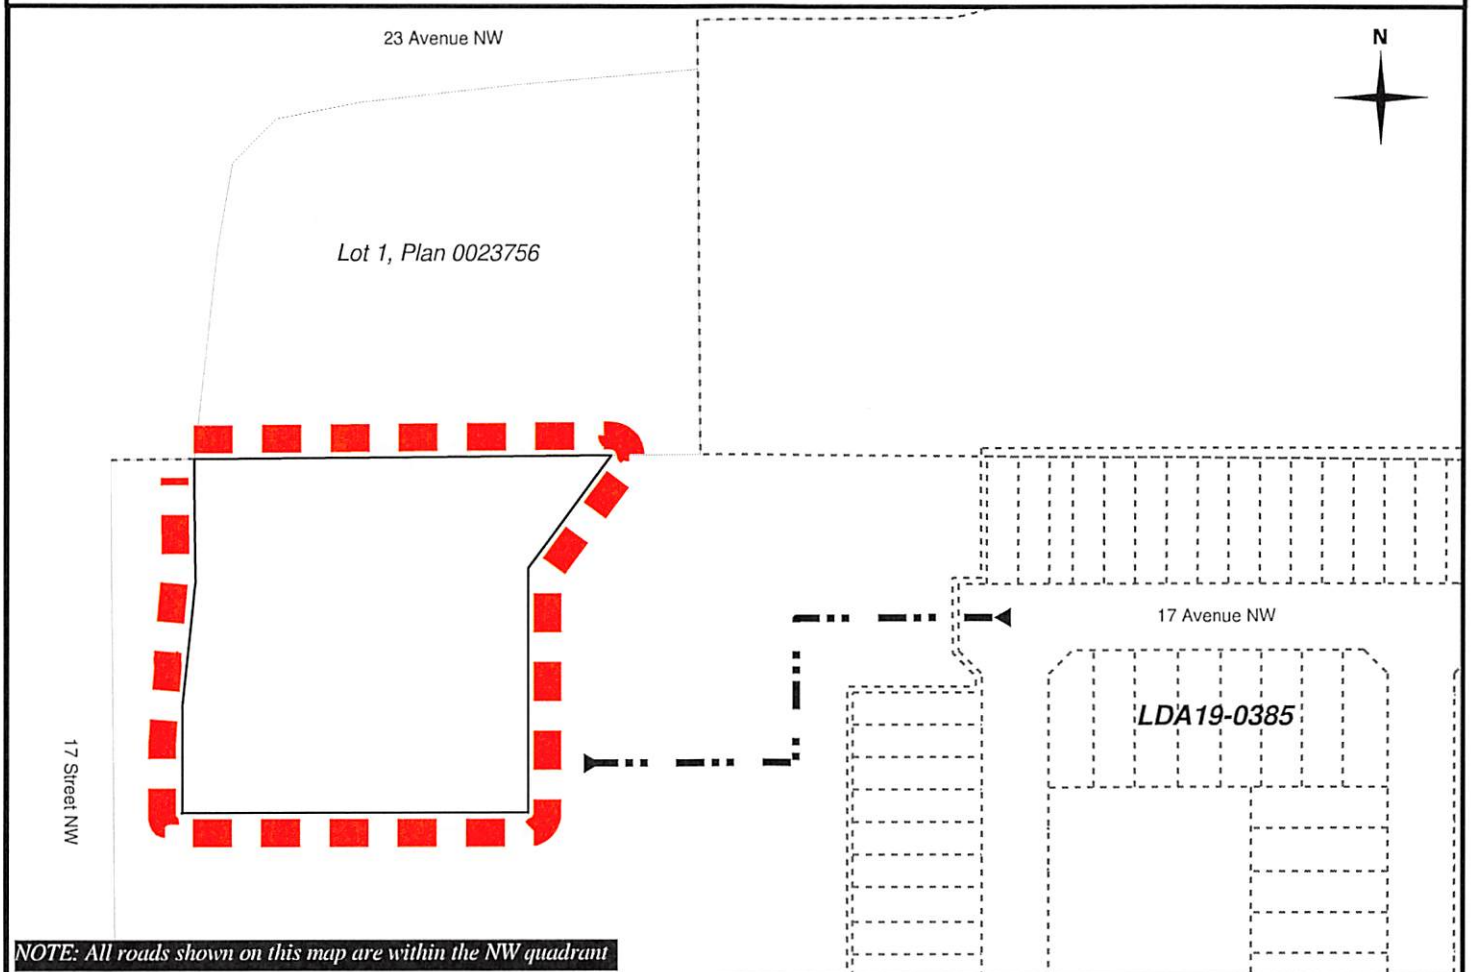 23 Avenue NW
N
Lot 1, Plan 0023756
17 Avenue NW
LDA19-0385
17 Street NW
NOTE: All roads shown on this map are within the NW quadrant